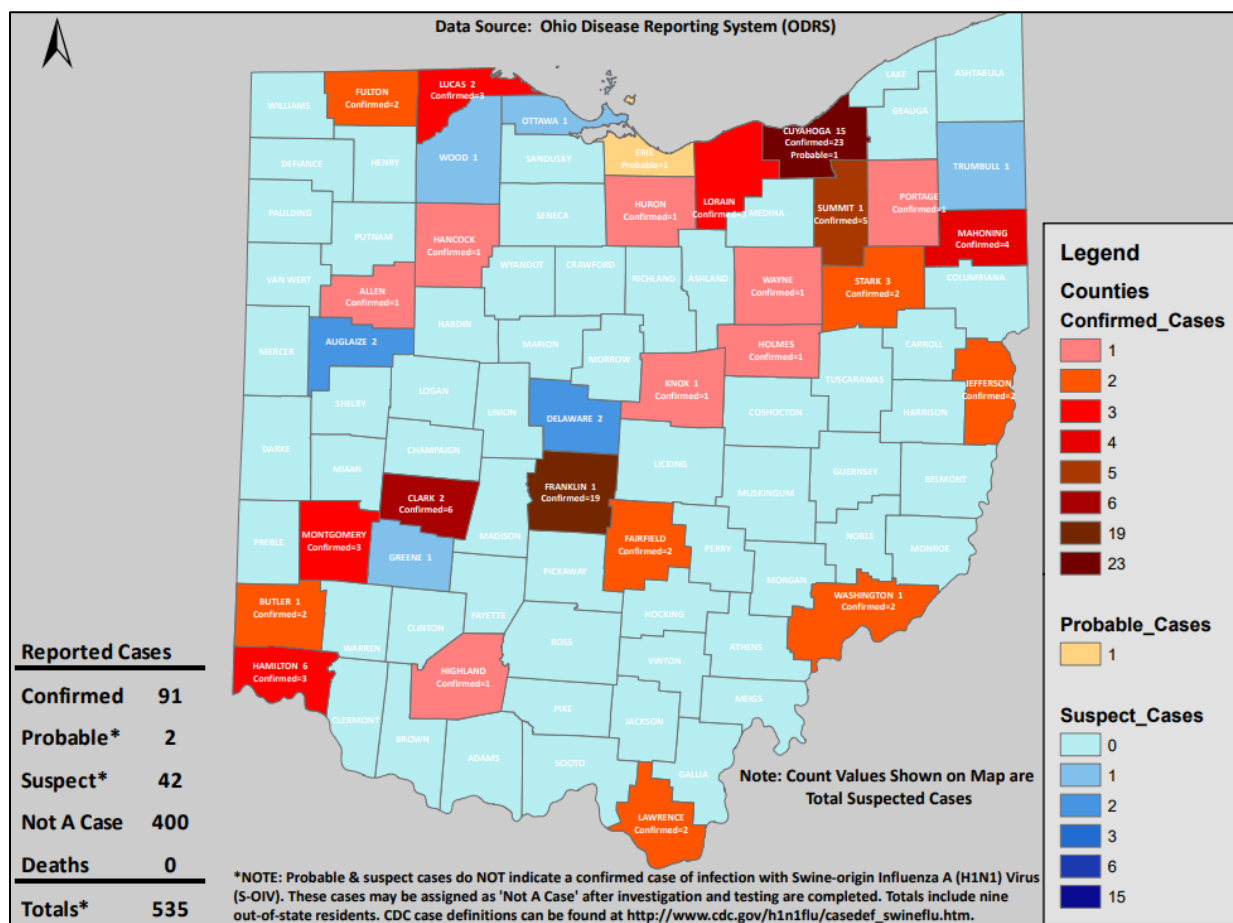 Data Source: Ohio Disease Reporting System (ODRS)
LAKE
ASHTABULA
WILLIAMS
FULTON
Confirmed=2
LUCAS 2
Confirmed=3
OTTAWA 1
CUYAHOGA 15
Confirmed=23
Probable=1
GEAUGA
DEFIANCE
HENRY
WOOD 1
SANDUSKY
ERIE
Probable=1
TRUMBULL 1
PAULDING
SENECA
HURON
Confirmed=1
LORAIN
Confirmed=3
MEDINA
SUMMIT 1
Confirmed=5
PORTAGE
Confirmed=1
PUTNAM
HANCOCK
Confirmed=1
MAHONING
Confirmed=4
VAN WERT
ALLEN
Confirmed=1
WYANDOT
CRAWFORD
RICHLAND
ASHLAND
WAYNE
Confirmed=1
STARK 3
Confirmed=2
COLUMBIANA
HARDIN
MERCER
AUGLAIZE 2
MARION
MORROW
HOLMES
Confirmed=1
CARROLL
LOGAN
KNOX 1
Confirmed=1
TUSCARAWAS
JEFFERSON
Confirmed=2
SHELBY
UNION
DELAWARE 2
COSHOCTON
HARRISON
DARKE
MIAMI
CHAMPAIGN
LICKING
GUERNSEY
BELMONT
CLARK 2
Confirmed=6
FRANKLIN 1
Confirmed=19
MUSKINGUM
PREBLE
MONTGOMERY
Confirmed=3
GREENE 1
MADISON
FAIRFIELD
Confirmed=2
PERRY
NOBLE
MONROE
PICKAWAY
MORGAN
BUTLER 1
Confirmed=2
WARREN
CLINTON
FAYETTE
HOCKING
WASHINGTON 1
Confirmed=2
ROSS
ATHENS
HAMILTON 6
Confirmed=3
HIGHLAND
Confirmed=1
VINTON
MEIGS
CLERMONT
BROWN
ADAMS
PIKE
JACKSON
SCIOTO
GALLIA
LAWRENCE
Confirmed=2
Note: Count Values Shown on Map are
Total Suspected Cases
Reported Cases
Confirmed 91
Probable* 2
Suspect* 42
Not A Case 400
Deaths 0
Totals* 535
*NOTE: Probable & suspect cases do NOT indicate a confirmed case of infection with Swine-origin Influenza A (H1N1) Virus
(S-OIV). These cases may be assigned as 'Not A Case' after investigation and testing are completed. Totals include nine
out-of-state residents. CDC case definitions can be found at http://www.cdc.gov/h1n1flu/casedef_swineflu.htm.
Legend
Counties
Confirmed_Cases
1
2
3
4
5
6
19
23
Probable_Cases
1
Suspect_Cases
0
1
2
3
6
15